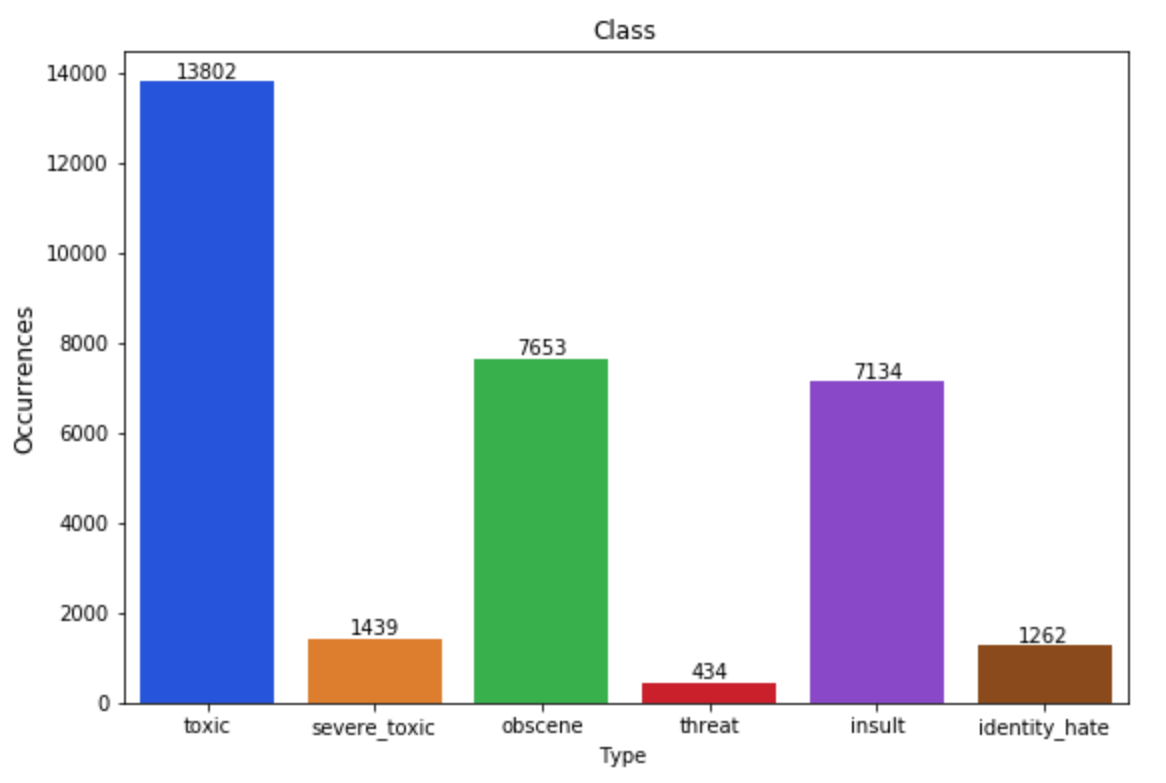 Class
14000
12000
10000
8000
6000
4000
2000
0
Occurrences
13802
1439
7653
434
7134
1262
toxic
severe_toxic
obscene
threat
insult
identity_hate
Type